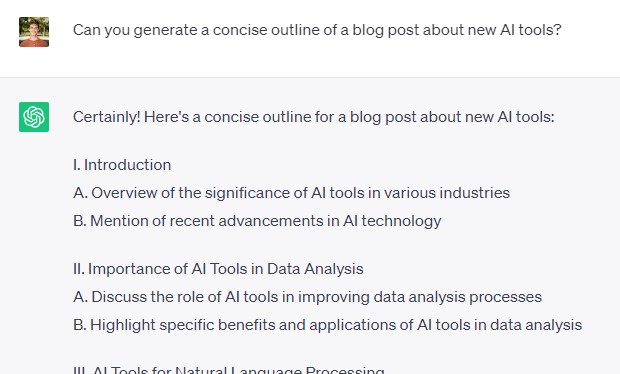 Can you generate a concise outline of a blog post about new AI tools?
Certainly! Here's a concise outline for a blog post about new AI tools:
I. Introduction
A. Overview of the significance of AI tools in various industries
B. Mention of recent advancements in AI technology
II. Importance of AI Tools in Data Analysis
A. Discuss the role of AI tools in improving data analysis processes
B. Highlight specific benefits and applications of AI tools in data analysis
III. AI Tools for Natural Language Processing